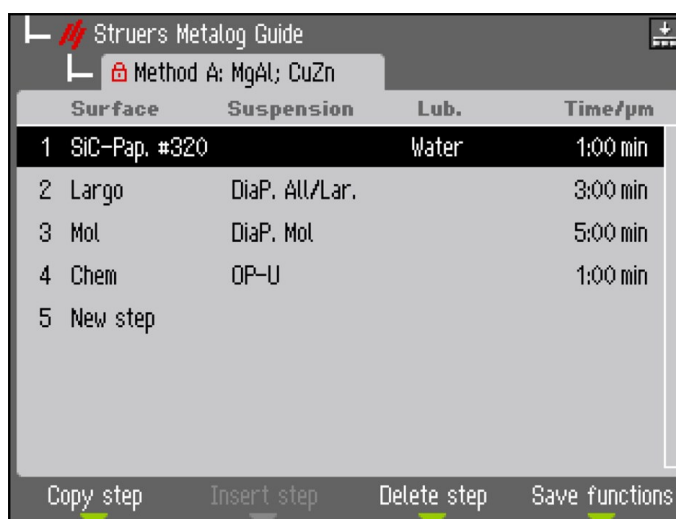 Struers Metalog Guide
Method A: MgAl; CuZn
Surface Suspension Lub. Time/µm
1 SiC-Pap. #320 Water 1:00 min
2 Largo DiaP. All/Lar. 3:00 min
3 Mol DiaP. Mol 5:00 min
4 Chem OP-U 1:00 min
5 New step
Copy step Insert step Delete step Save functions